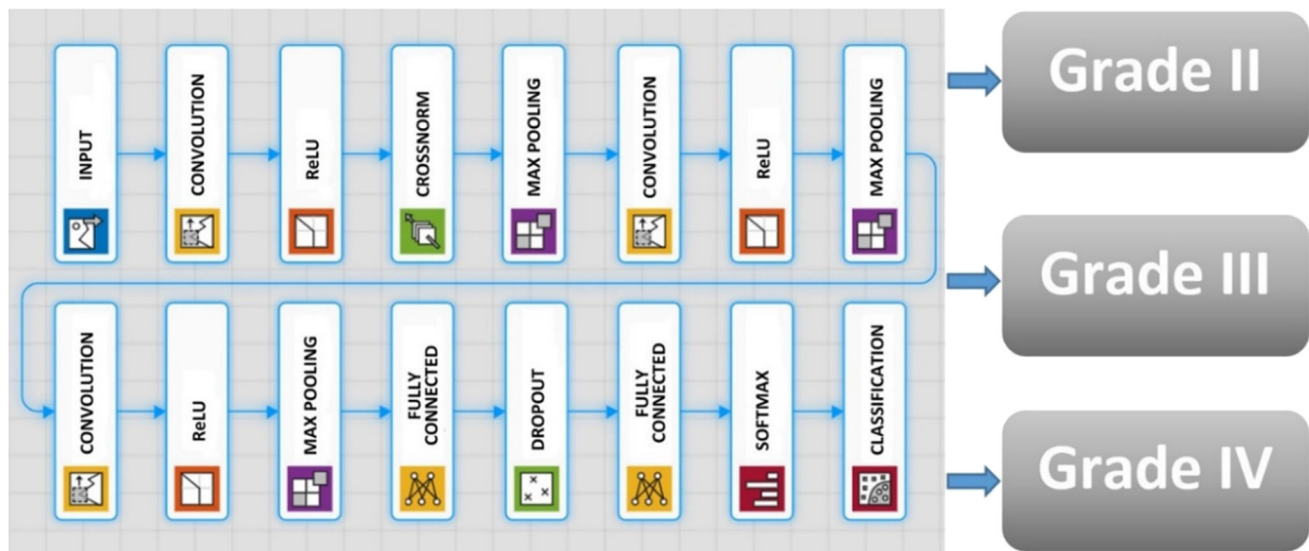 INPUT
CONVOLUTION
ReLU
CROSSNORM
MAX POOLING
CONVOLUTION
ReLU
MAX POOLING
CONVOLUTION
ReLU
MAX POOLING
FULLY
CONNECTED
DROPOUT
FULLY
CONNECTED
SOFTMAX
CLASSIFICATION
Grade II
Grade III
Grade IV